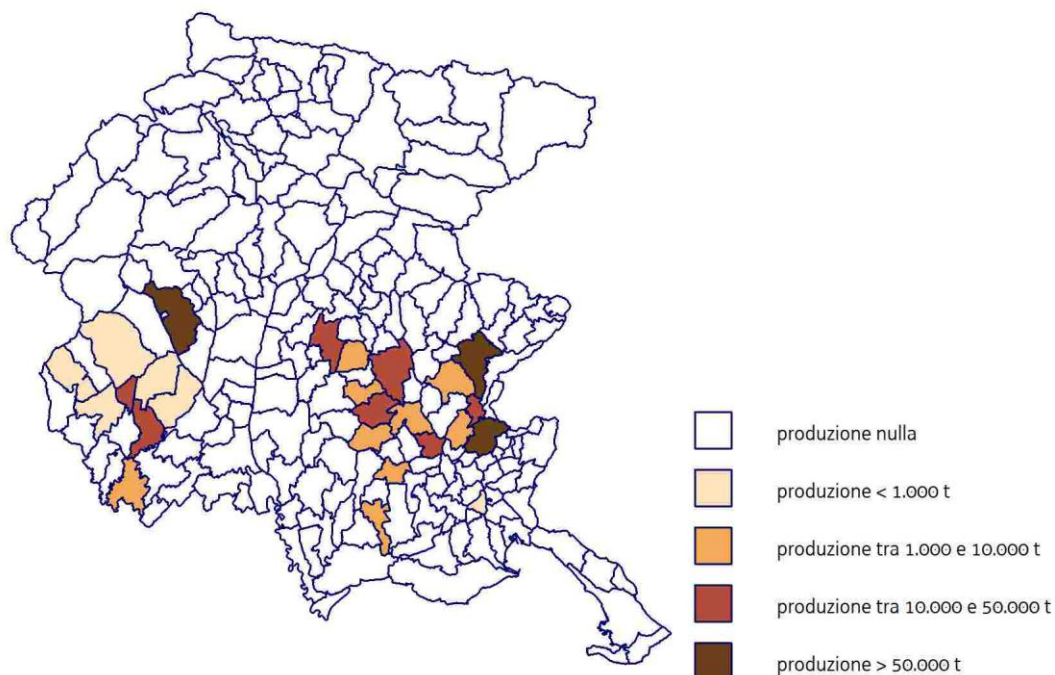 produzione nulla
produzione < 1.000 t
produzione tra 1.000 e 10.000 t
produzione tra 10.000 e 50.000 t
produzione > 50.000 t